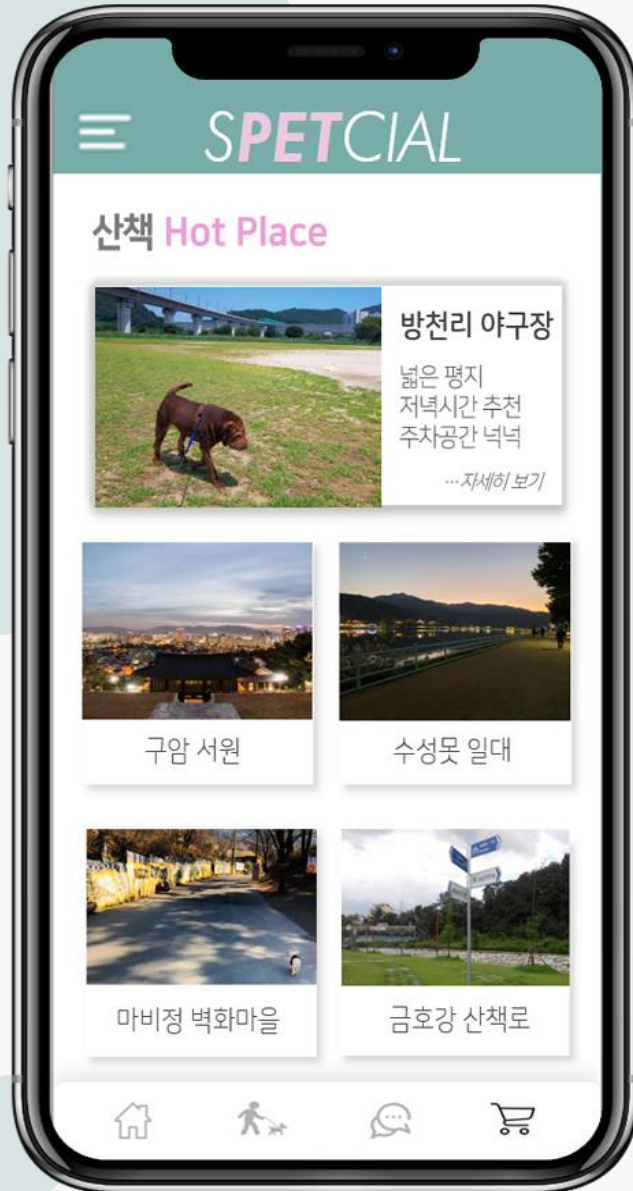 SPETCIAL
산책 Hot Place
방천리 야구장
넓은 평지
저녁시간 추천
주차공간 넉넉
…자세히 보기
구암 서원
수성못 일대
마비정 벽화마을
금호강 산책로